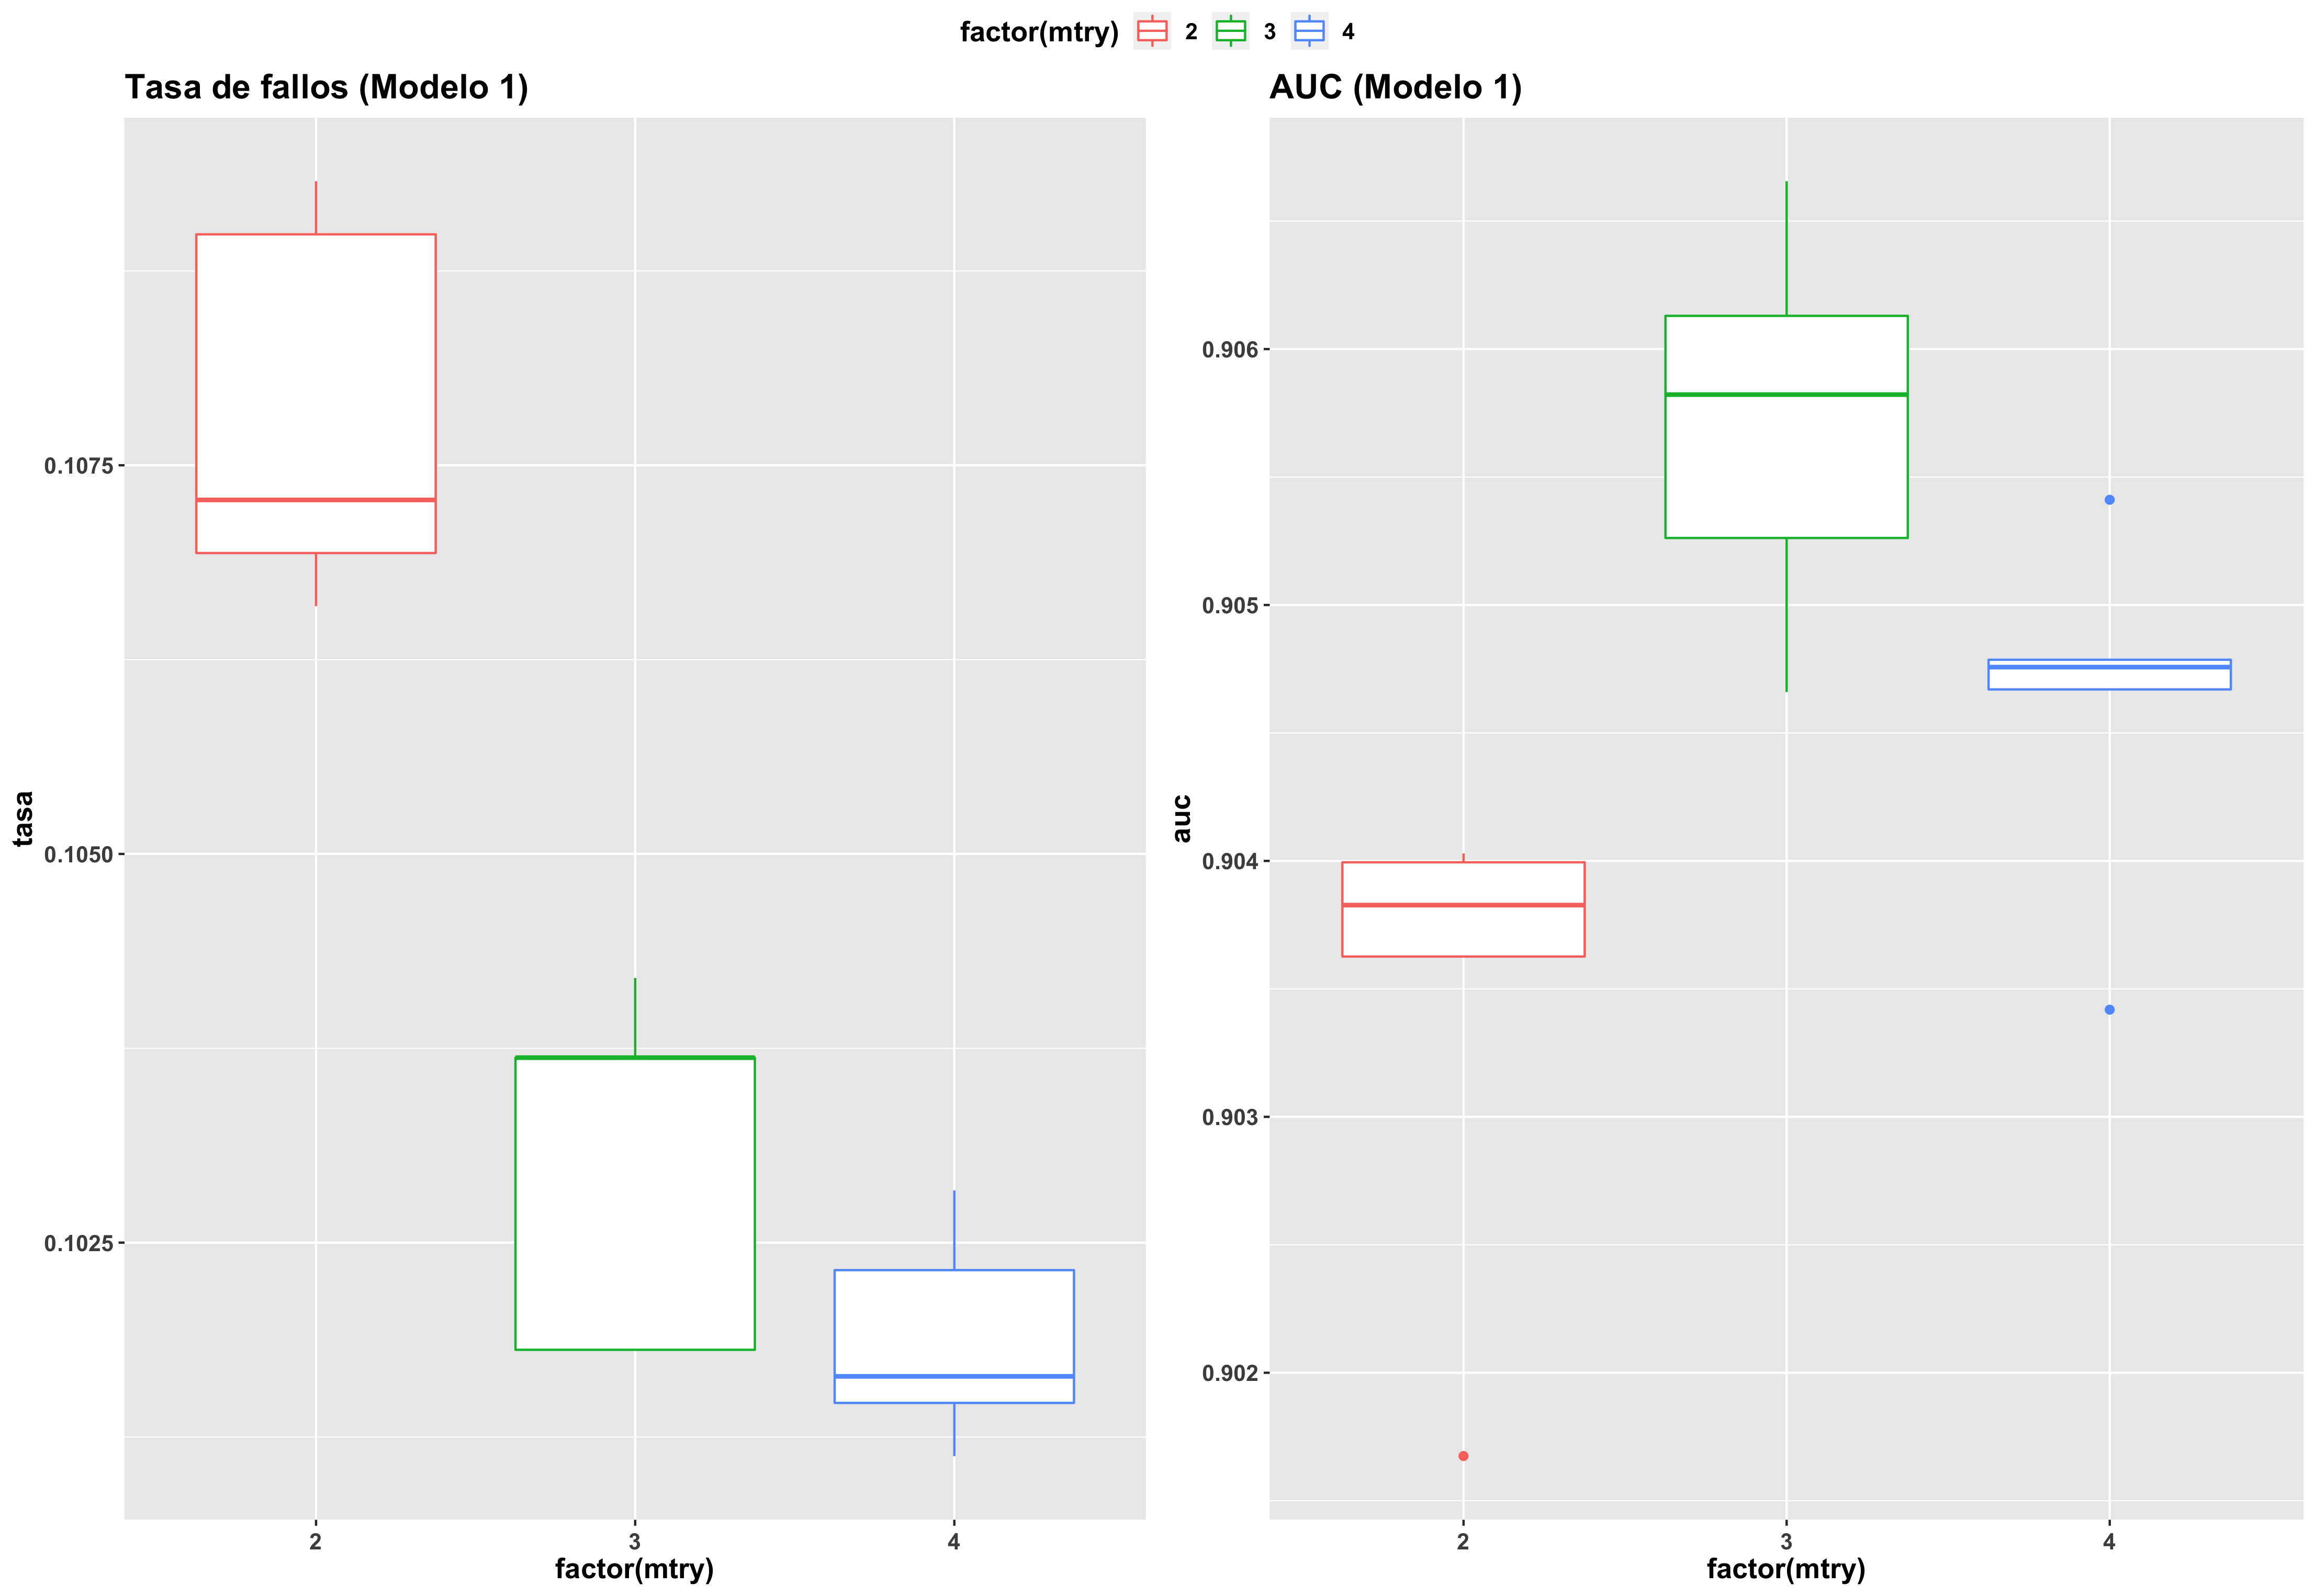 factor(mtry) 2 3 4
Tasa de fallos (Modelo 1)
tasa
0.1075
0.1050
0.1025
2 3 4
factor(mtry)
AUC (Modelo 1)
auc
0.906
0.905
0.904
0.903
0.902
2 3 4
factor(mtry)